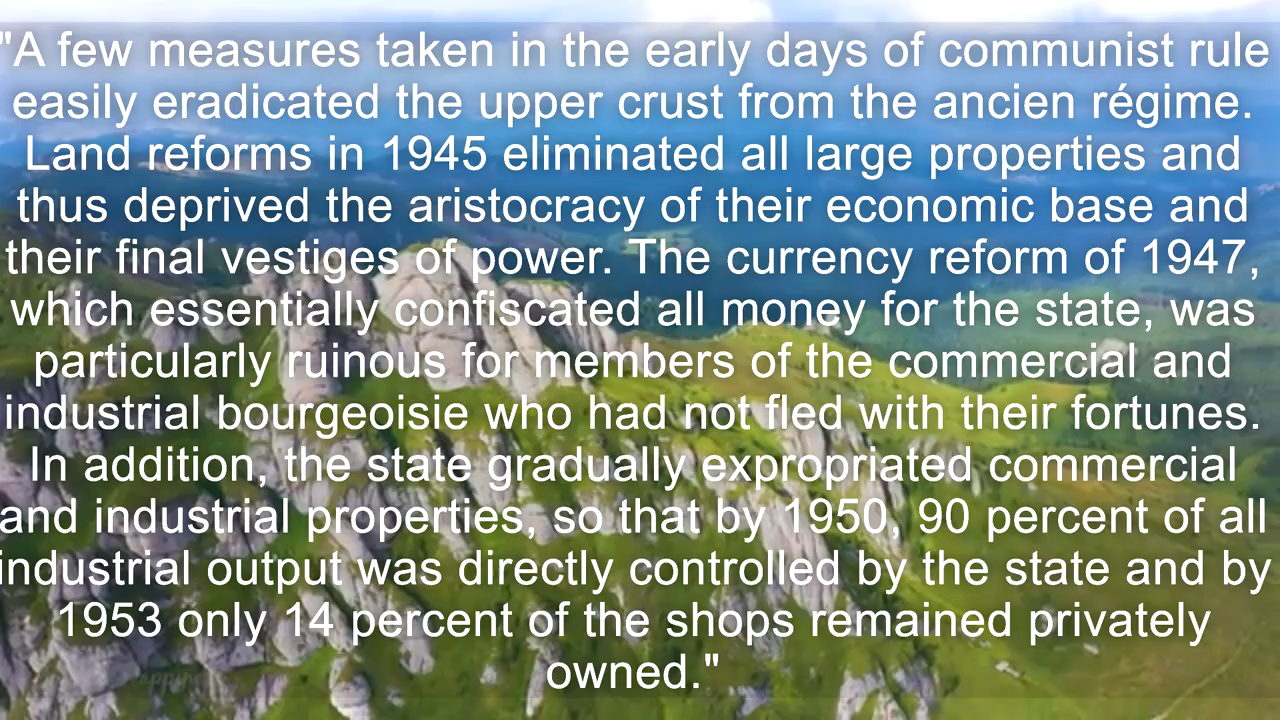 "A few measures taken in the early days of communist rule
easily eradicated the upper crust from the ancien régime.
Land reforms in 1945 eliminated all large properties and
thus deprived the aristocracy of their economic base and
their final vestiges of power. The currency reform of 1947,
which essentially confiscated all money for the state, was
particularly ruinous for members of the commercial and
industrial bourgeoisie who had not fled with their fortunes.
In addition, the state gradually expropriated commercial
and industrial properties, so that by 1950, 90 percent of all
industrial output was directly controlled by the state and by
1953 only 14 percent of the shops remained privately
owned."